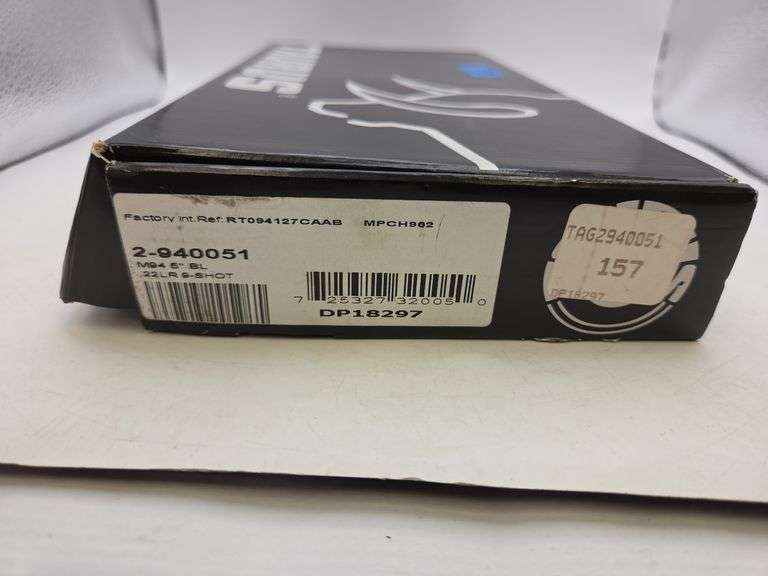 Factory Int.Ref: RT094127CAAB MPCH962
2-940051
M94 5" BL
.22LR 9-SHOT
7 25327 32005 0
DP18297
TAG2940051
157
DP18297